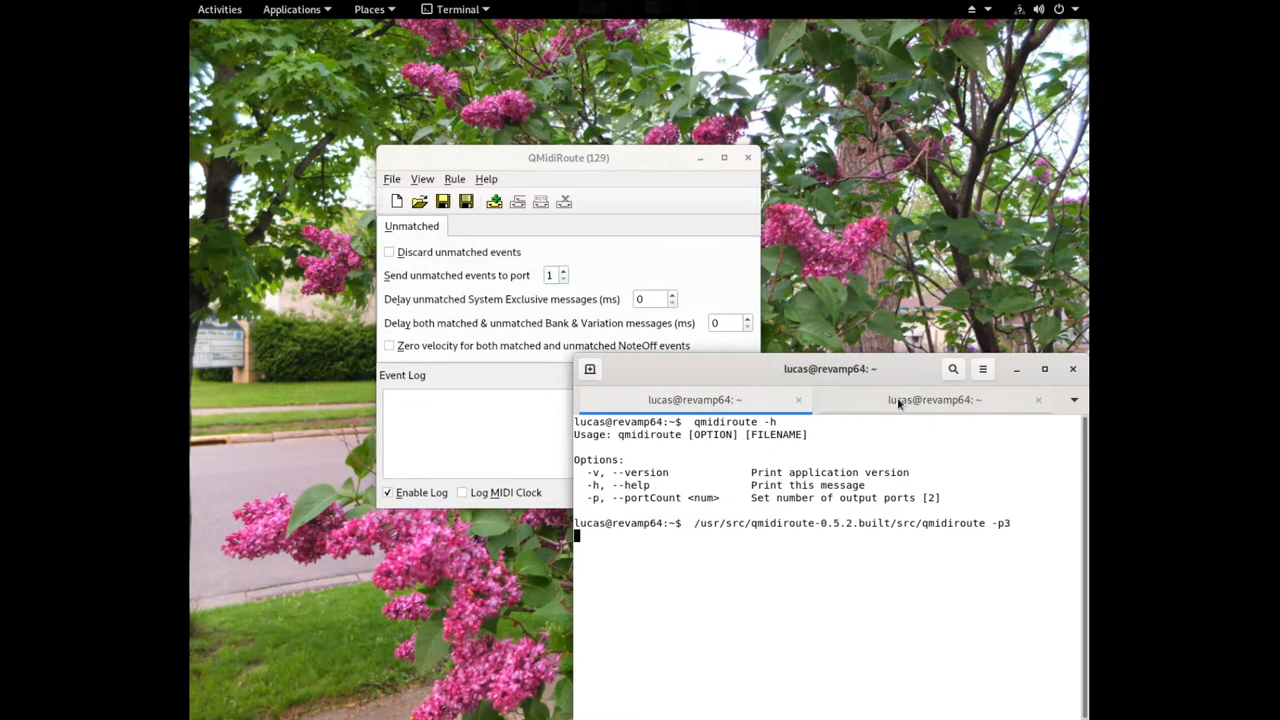 Activities Applications Places Terminal
QMidiRoute (129)
File View Rule Help
Unmatched
Discard unmatched events
Send unmatched events to port 1
Delay unmatched System Exclusive messages (ms) 0
Delay both matched & unmatched Bank & Variation messages (ms) 0
Zero velocity for both matched and unmatched NoteOff events
Event Log
Enable Log Log MIDI Clock
lucas@revamp64: ~
lucas@revamp64: ~ lucas@revamp64: ~
lucas@revamp64:~$ qmidiroute -h
Usage: qmidiroute [OPTION] [FILENAME]
Options:
-v, --version Print application version
-h, --help Print this message
-p, --portCount <num> Set number of output ports [2]
lucas@revamp64:~$ /usr/src/qmidiroute-0.5.2.built/src/qmidiroute -p3